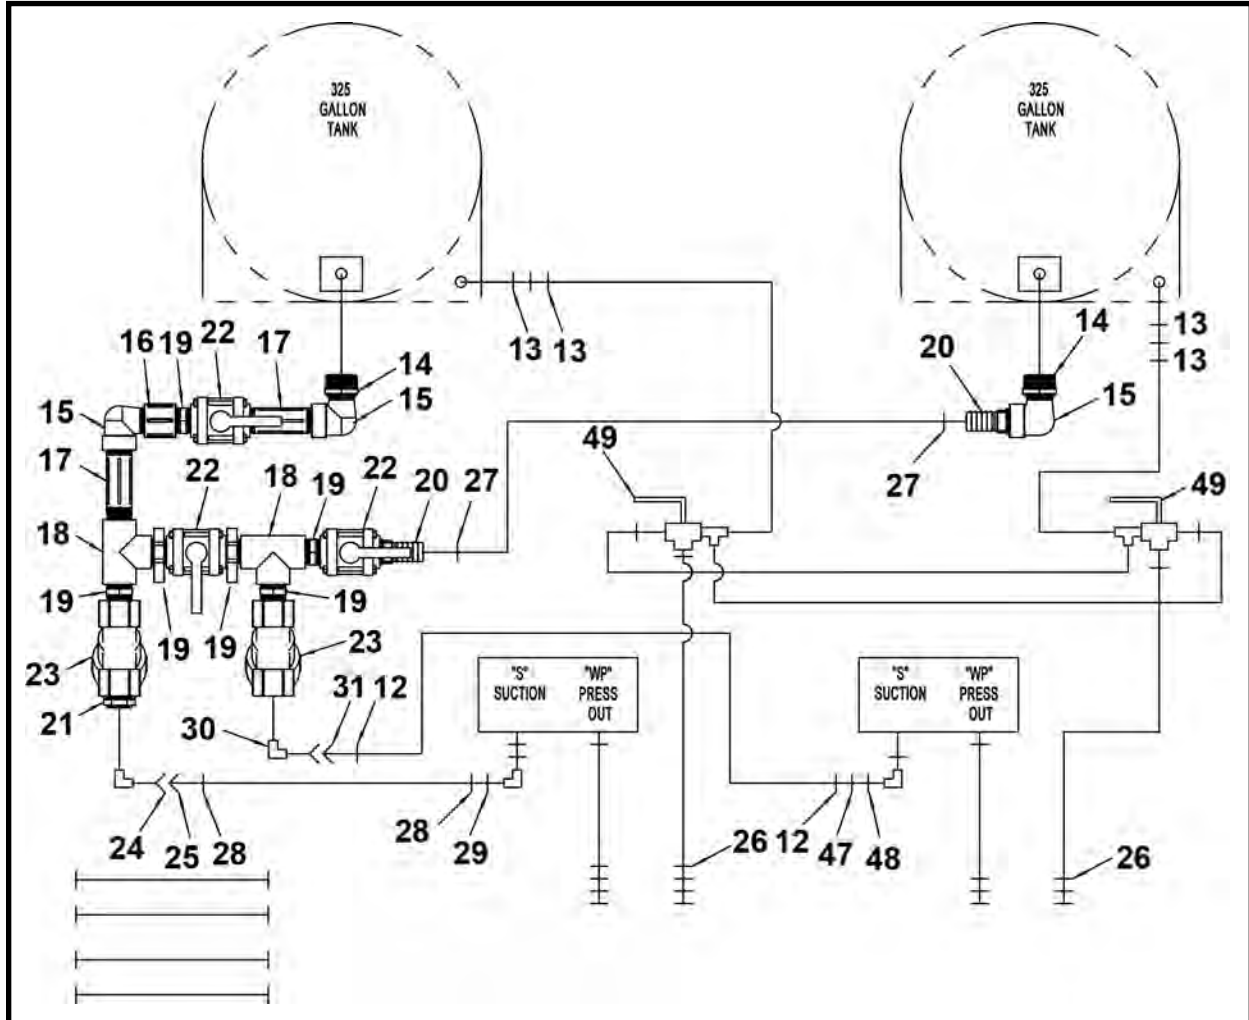 325
GALLON
TANK
325
GALLON
TANK
16 19 22 17
14
15
13 13
20
14
13
13
15
15
17
18
22
18
19
22
20
27
49
27
49
19
19 19
19
23
23
21
30
31
12
"S"
SUCTION
"WP"
PRESS
OUT
"S"
SUCTION
"WP"
PRESS
OUT
24 25 28
28
29
26
12 47 48
26